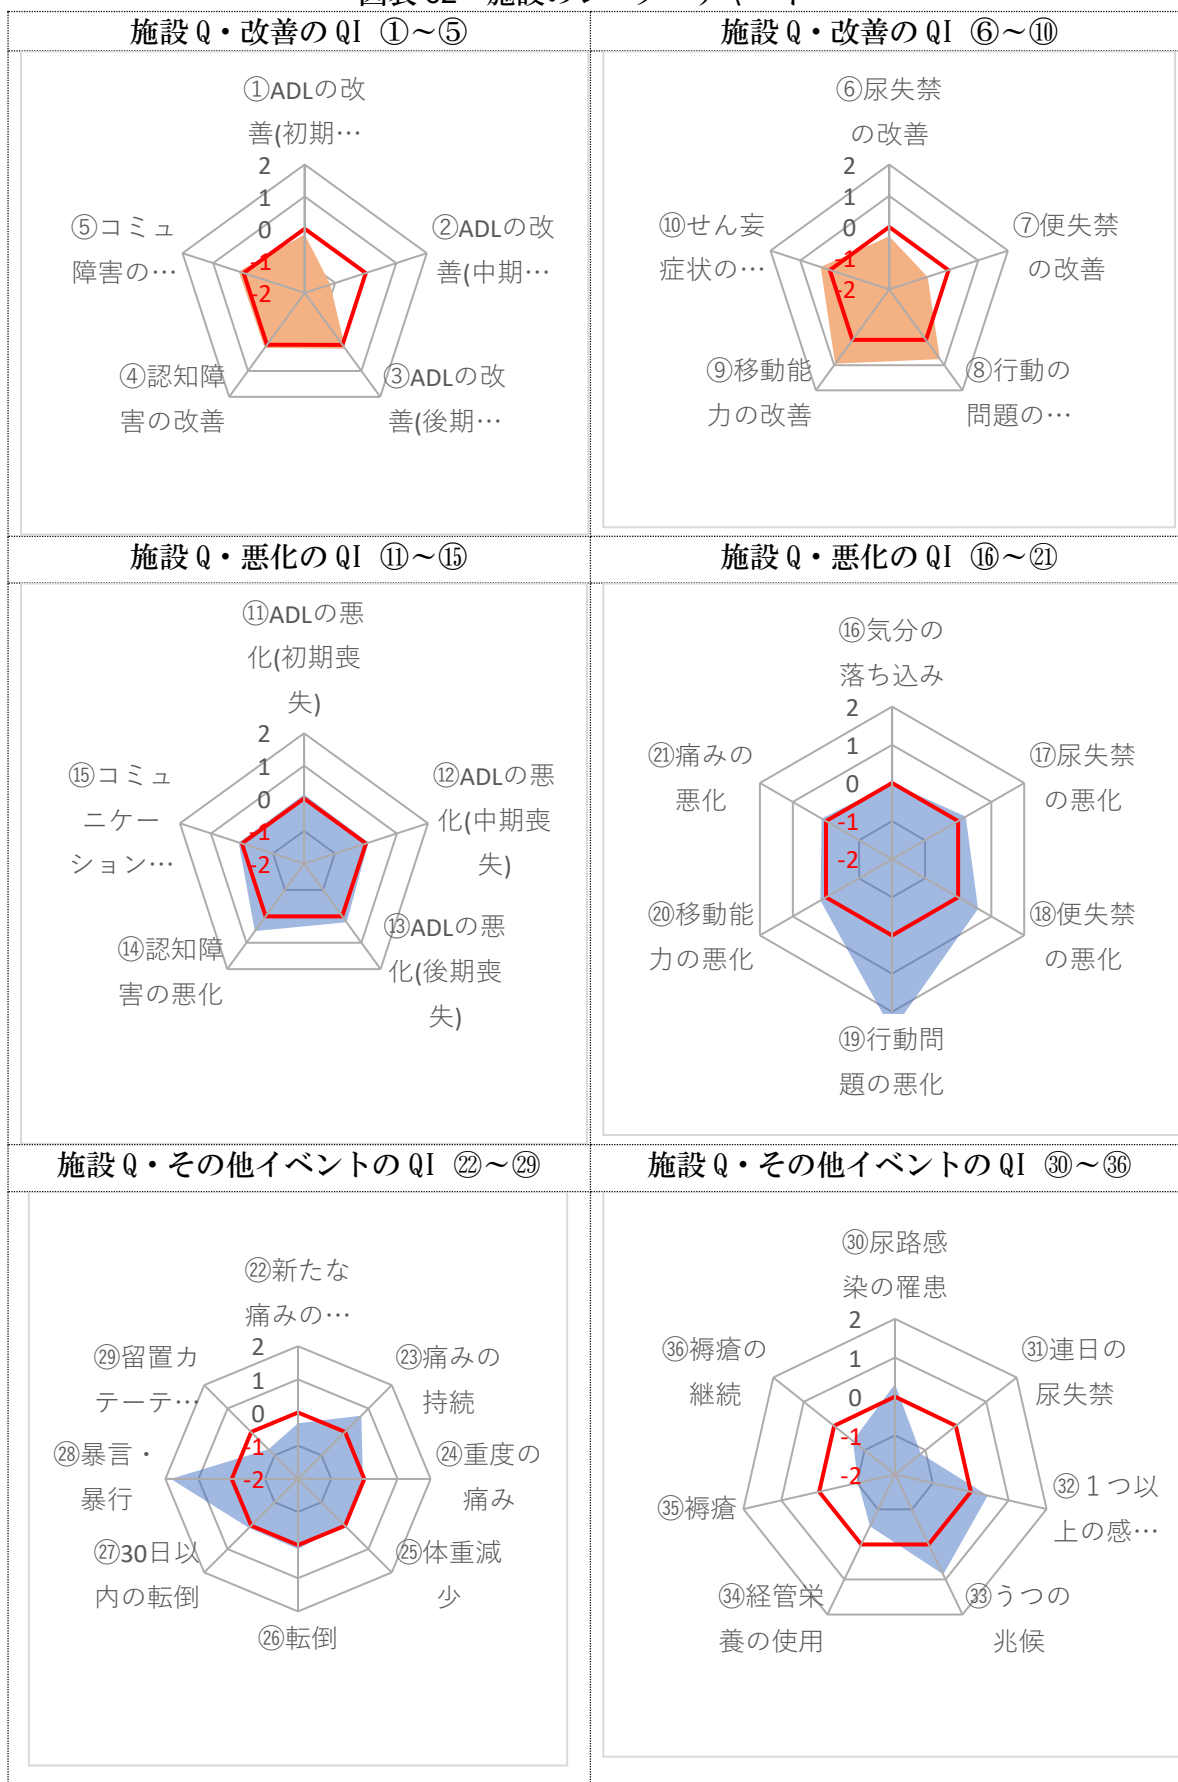 施設Q・改善のQI ①～⑤
①ADLの改
善(初期…
2
1
0
-1
-2
②ADLの改
善(中期…
③ADLの改
善(後期…
④認知障
害の改善
⑤コミュ
障害の…
施設Q・改善のQI ⑥～⑩
⑥尿失禁
の改善
2
1
0
-1
-2
⑦便失禁
の改善
⑧行動の
問題の…
⑨移動能
力の改善
⑩せん妄
症状の…
施設Q・悪化のQI ⑪～⑮
⑪ADLの悪
化(初期喪
失)
2
1
0
-1
-2
⑫ADLの悪
化(中期喪
失)
⑬ADLの悪
化(後期喪
失)
⑭認知障
害の悪化
⑮コミュ
ニケー
ション…
施設Q・悪化のQI ⑯～㉑
⑯気分の
落ち込み
2
1
0
-1
-2
⑰尿失禁
の悪化
⑱便失禁
の悪化
⑲行動問
題の悪化
⑳移動能
力の悪化
㉑痛みの
悪化
施設Q・その他イベントのQI ㉒～㉙
㉒新たな
痛みの…
2
1
0
-1
-2
㉓痛みの
持続
㉔重度の
痛み
㉕体重減
少
㉖転倒
㉗30日以
内の転倒
㉘暴言・
暴行
㉙留置カ
テーテ…
施設Q・その他イベントのQI ㉚～㊱
㉚尿路感
染の罹患
2
1
0
-1
-2
㉛連日の
尿失禁
㉜１つ以
上の感…
㉝うつの
兆候
㉞経管栄
養の使用
㉟褥瘡
㊱褥瘡の
継続